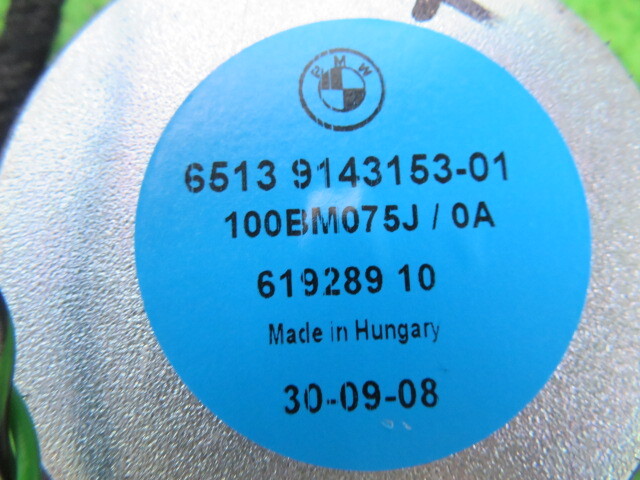 BMW
6513 9143153-01
100BM075J / 0A
619289 10
Made in Hungary
30-09-08